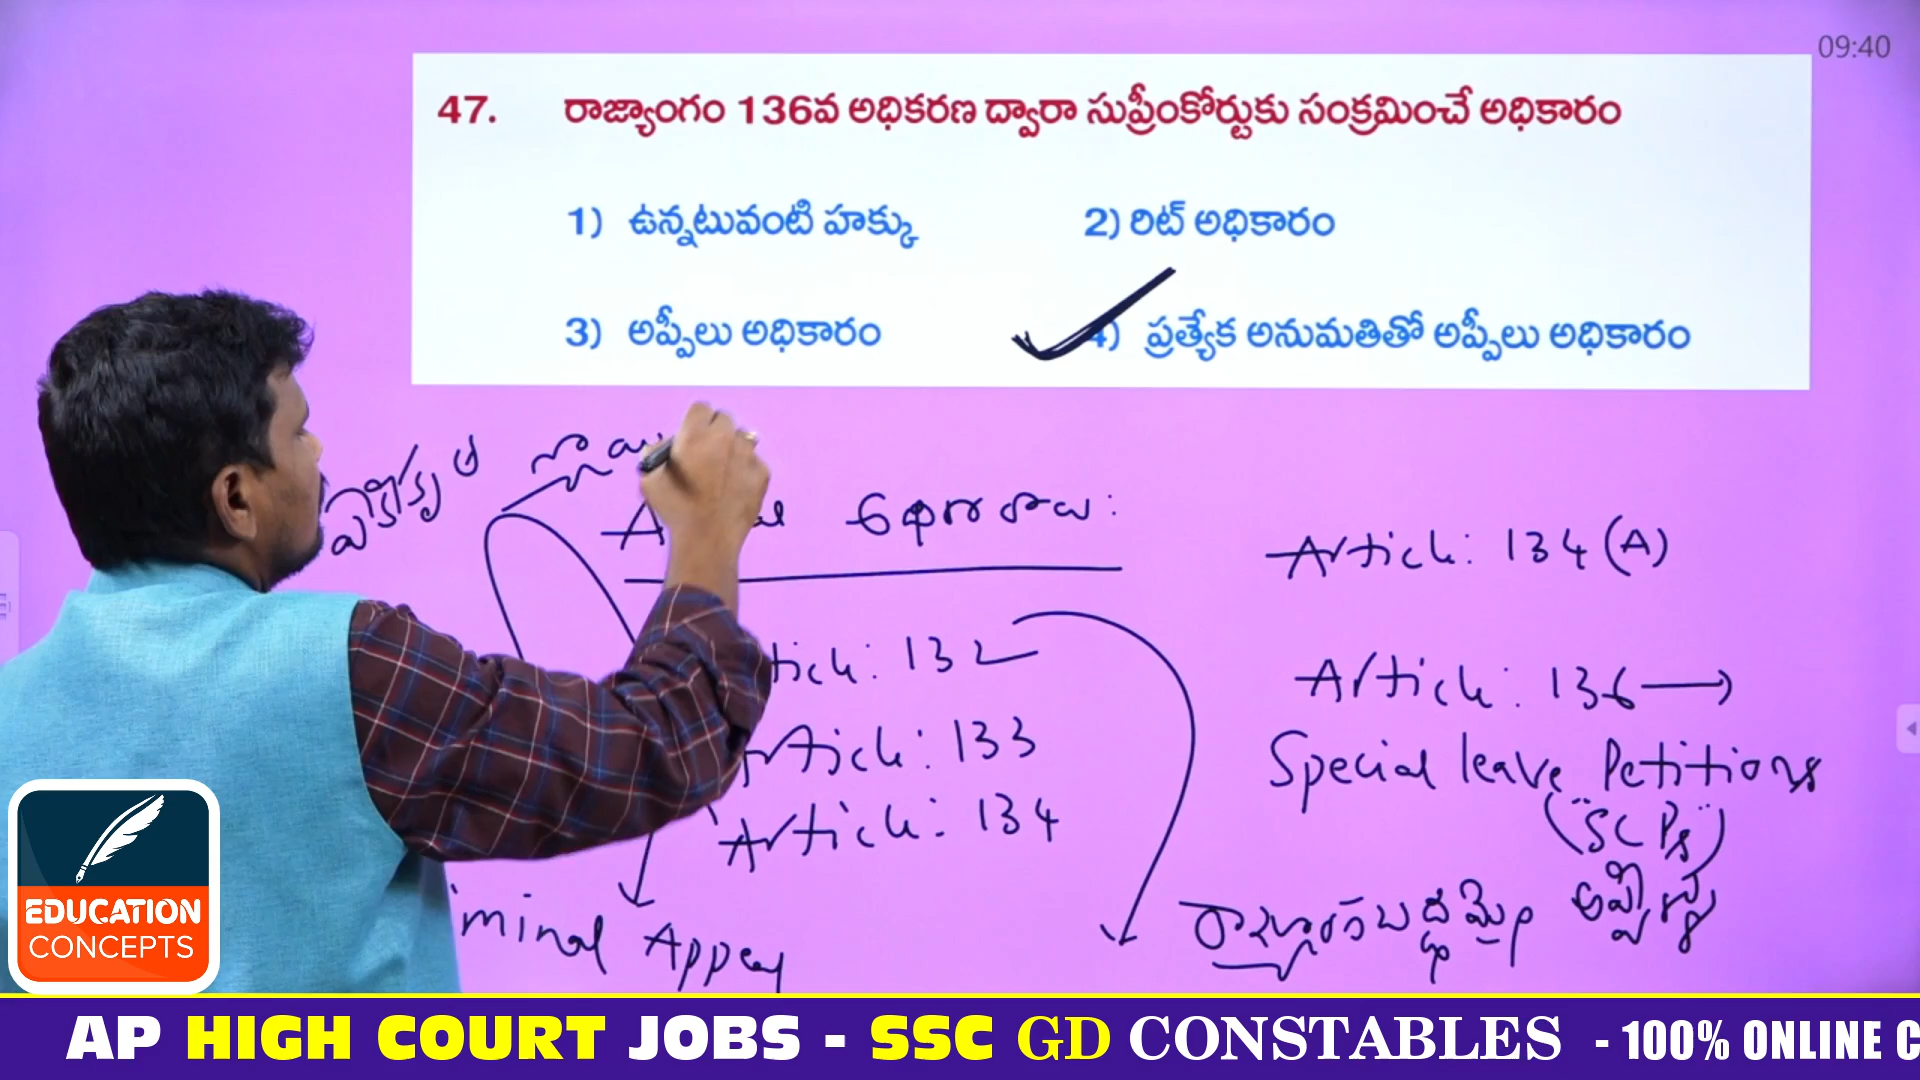 09:40
47. రాజ్యాంగం 136వ అధికరణ ద్వారా సుప్రీంకోర్టుకు సంక్రమించే అధికారం
1) ఉన్నటువంటి హక్కు 2) రిట్ అధికారం
3) అప్పీలు అధికారం 4) ప్రత్యేక అనుమతితో అప్పీలు అధికారం
Article: 134 (A)
Article: 136 →
Special leave Petitions
Article: 133
Article: 134
132
అప్పీళ్ళు
EDUCATION
CONCEPTS
AP HIGH COURT JOBS - SSC GD CONSTABLES - 100% ONLINE C